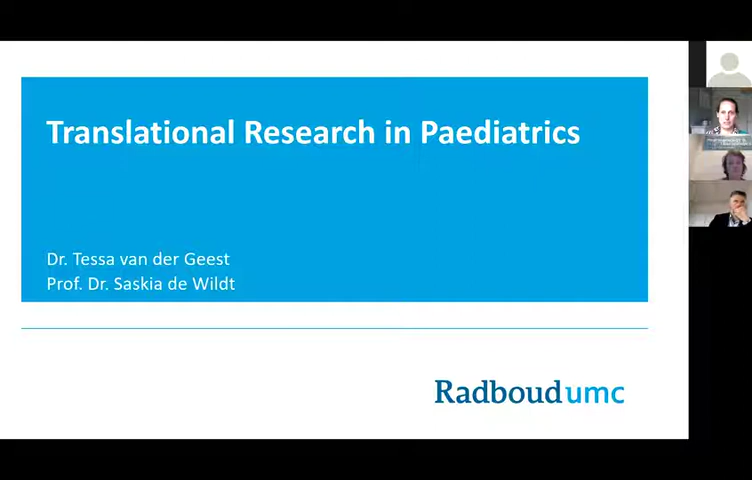 Translational Research in Paediatrics
Dr. Tessa van der Geest
Prof. Dr. Saskia de Wildt
Radboudumc